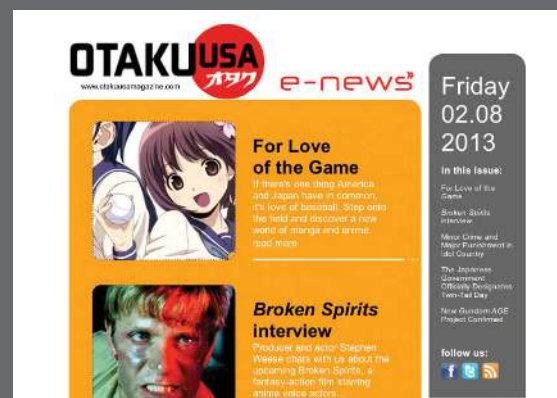 OTAKUUSA
オタク
www.otakuusamagazine.com
e-news
Friday
02.08
2013
In this issue:
For Love of the
Game
Broken Spirits
interview
Minor Crime and
Major Punishment in
Idol Country
The Japanese
Government
Officially Designates
Twin-Tail Day
New Gundam AGE
Project Confirmed
follow us:
For Love
of the Game
If there's one thing America
and Japan have in common,
it's love of baseball. Step onto
the field and discover a new
world of manga and anime.
read more
Broken Spirits
interview
Producer and actor Stephen
Weese chats with us about the
upcoming Broken Spirits, a
fantasy-action film starring
anime voice actors.